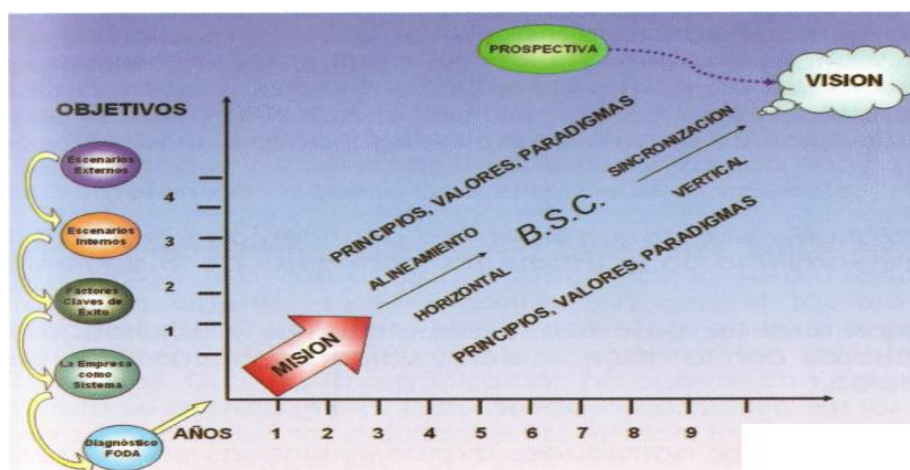 PROSPECTIVA
VISION
OBJETIVOS
Escenarios
Externos
Escenarios
Internos
Factores
Claves de
Éxito
La Empresa
como
Sistema
Diagnóstico
FODA
4
3
2
PRINCIPIOS, VALORES, PARADIGMAS
ALINEAMIENTO
HORIZONTAL
B.S.C.
SINCRONIZACION
VERTICAL
PRINCIPIOS, VALORES, PARADIGMAS
MISION
AÑOS 1 2 3 4 5 6 7 8 9